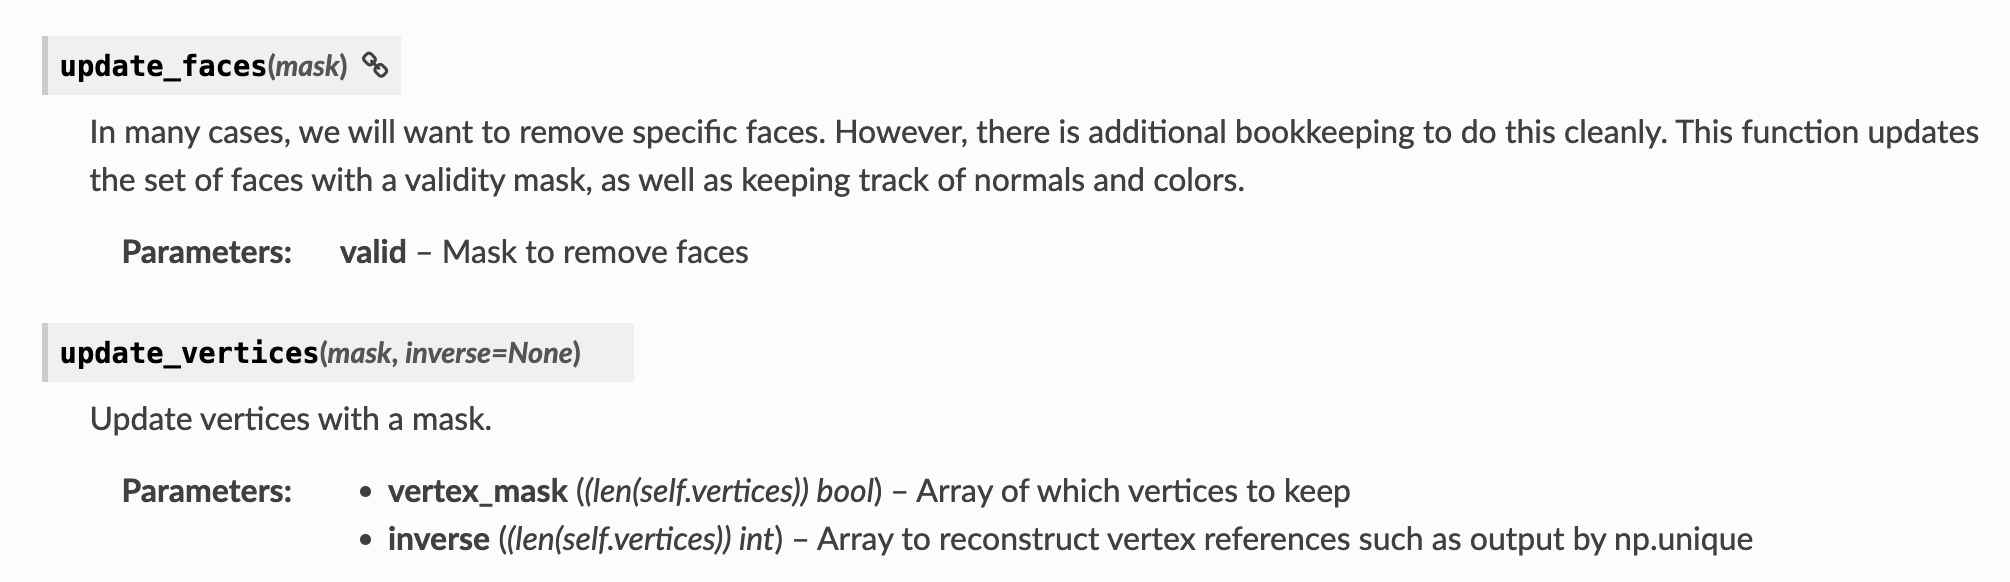 update_faces(mask)
In many cases, we will want to remove specific faces. However, there is additional bookkeeping to do this cleanly. This function updates
the set of faces with a validity mask, as well as keeping track of normals and colors.
Parameters: valid – Mask to remove faces
update_vertices(mask, inverse=None)
Update vertices with a mask.
Parameters: • vertex_mask ((len(self.vertices)) bool) – Array of which vertices to keep
• inverse ((len(self.vertices)) int) – Array to reconstruct vertex references such as output by np.unique